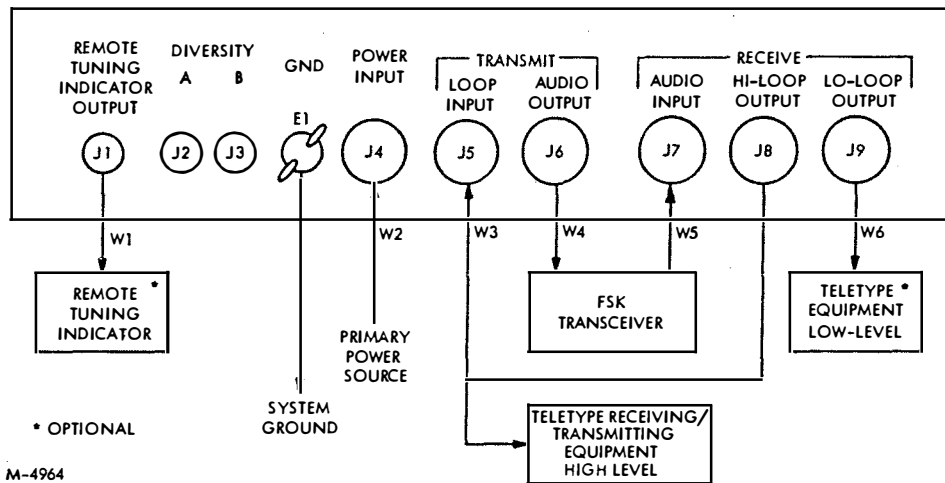 REMOTE TUNING INDICATOR OUTPUT
DIVERSITY
A B
GND
E1
POWER INPUT
TRANSMIT
LOOP INPUT
AUDIO OUTPUT
RECEIVE
AUDIO INPUT
HI-LOOP OUTPUT
LO-LOOP OUTPUT
J1 J2 J3 J4 J5 J6 J7 J8 J9
W1 W2 W3 W4 W5 W6
REMOTE *
TUNING
INDICATOR
PRIMARY
POWER
SOURCE
FSK
TRANSCEIVER
TELETYPE *
EQUIPMENT
LOW-LEVEL
SYSTEM
GROUND
TELETYPE RECEIVING/
TRANSMITTING
EQUIPMENT
HIGH LEVEL
* OPTIONAL
M-4964